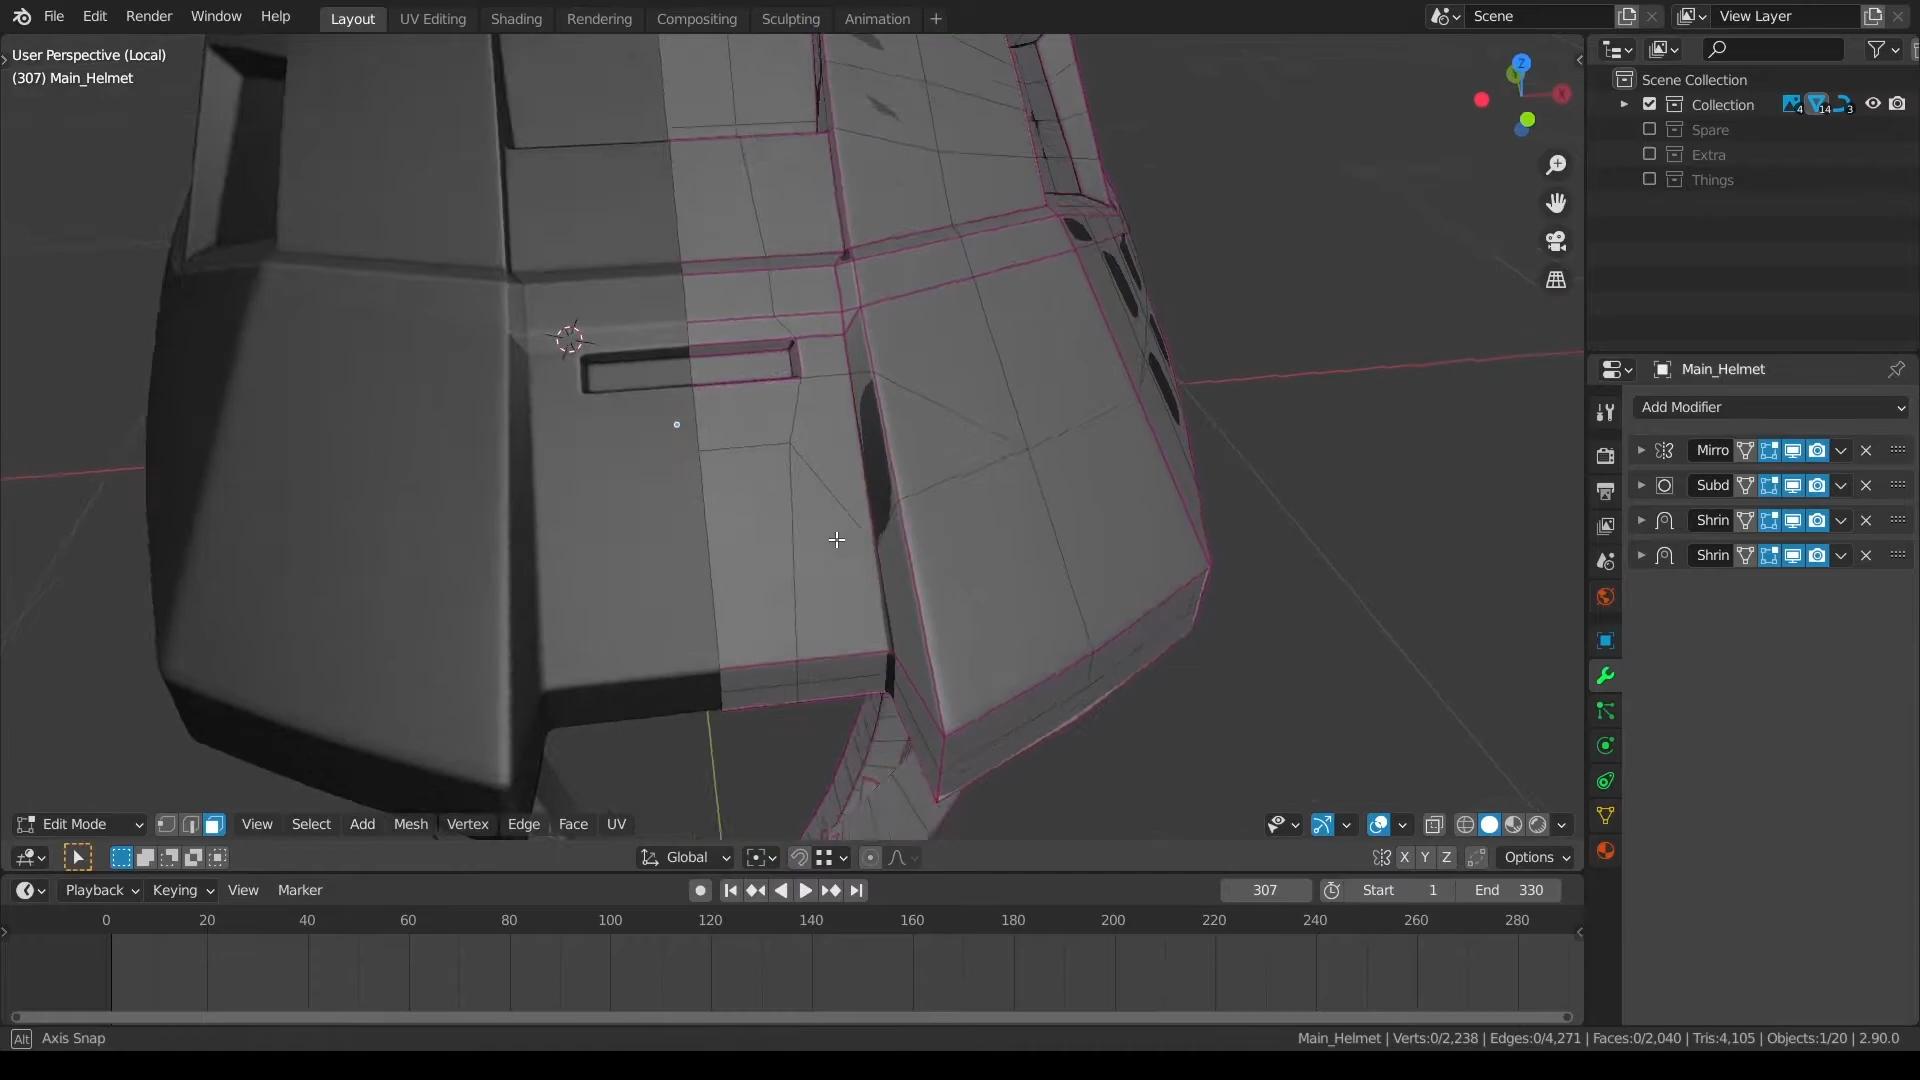 File Edit Render Window Help Layout UV Editing Shading Rendering Compositing Sculpting Animation + Scene View Layer
User Perspective (Local)
(307) Main_Helmet
Z
X
Scene Collection
Collection 4 14 3
Spare
Extra
Things
Main_Helmet
Add Modifier
Mirro
Subd
Shrin
Shrin
Edit Mode View Select Add Mesh Vertex Edge Face UV
Global X Y Z Options
Playback Keying View Marker 307 Start 1 End 330
0 20 40 60 80 100 120 140 160 180 200 220 240 260 280
Alt Axis Snap Main_Helmet | Verts:0/2,238 | Edges:0/4,271 | Faces:0/2,040 | Tris:4,105 | Objects:1/20 | 2.90.0